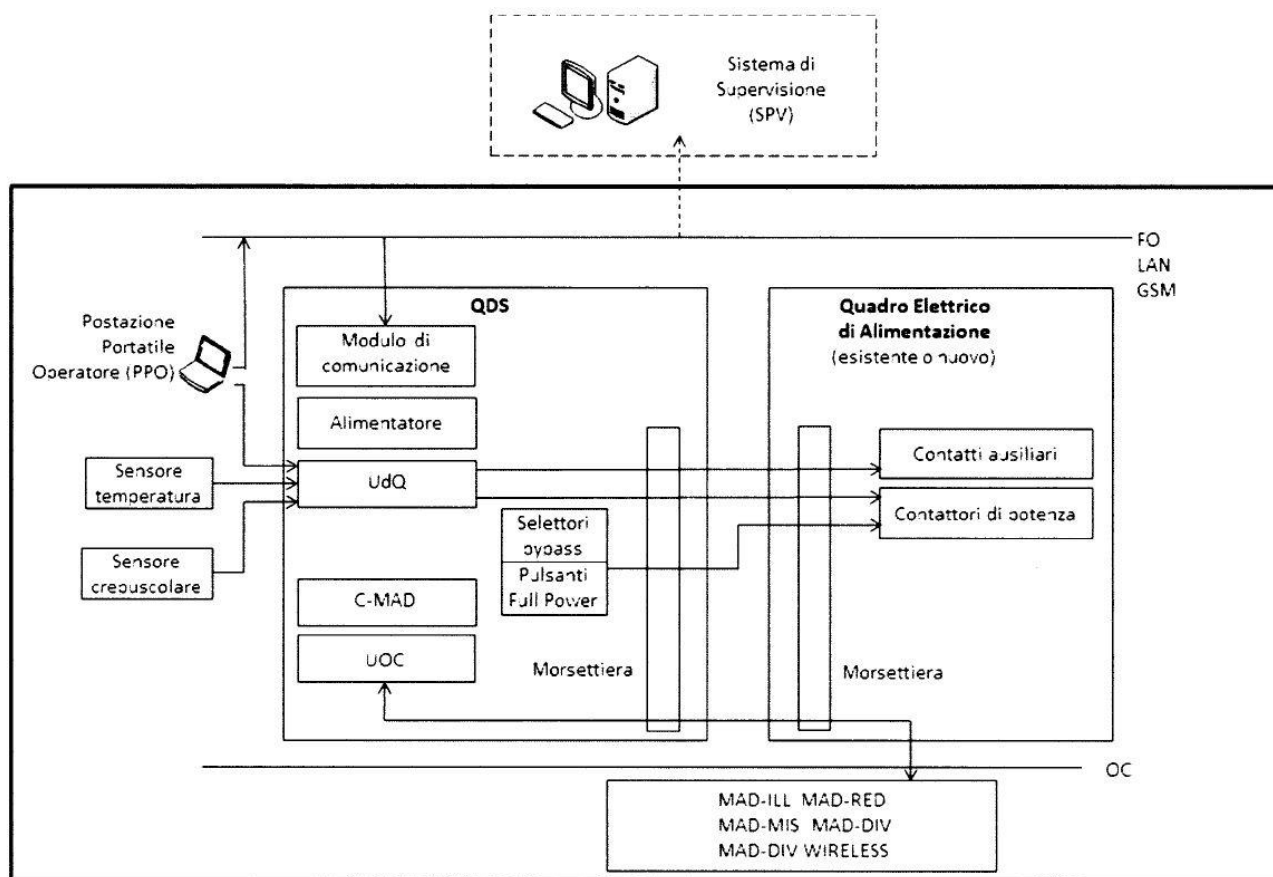 Sistema di
Supervisione
(SPV)
FO
LAN
GSM
QDS
Quadro Elettrico
di Alimentazione
(esistente o nuovo)
Postazione
Portatile
Operatore (PPO)
Modulo di
comunicazione
Alimentatore
Contatti ausiliari
Sensore
temperatura
UdQ
Contattori di potenza
Selettori
bypass
Pulsanti
Full Power
Sensore
crepuscolare
C-MAD
UOC
Morsettiera
Morsettiera
OC
MAD-ILL MAD-RED
MAD-MIS MAD-DIV
MAD-DIV WIRELESS